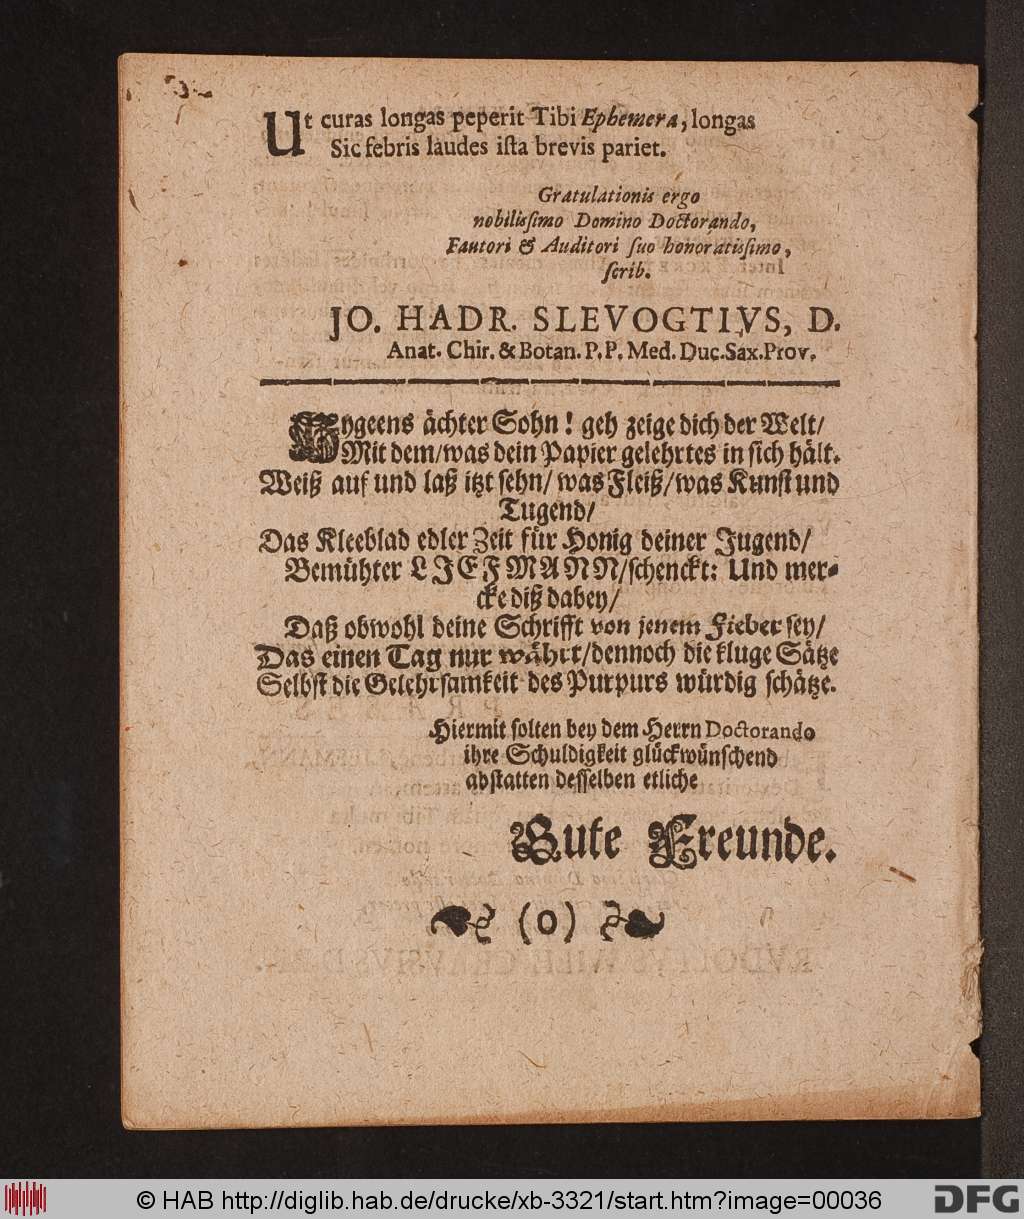 Ut curas longas peperit Tibi Ephemera, longas
Sic febris laudes iſta brevis pariet.
Gratulationis ergo
nobiliſſimo Domino Doctorando,
Fautori & Auditori ſuo honoratiſſimo,
ſcrib.
JO. HADR. SLEVOGTIVS, D.
Anat. Chir. & Botan. P. P. Med. Duc. Sax. Prov.
Hygeens ächter Sohn! geh zeige dich der Welt/
Mit dem/was dein Papier gelehrtes in ſich hält.
Weiß auf und laß itzt ſehn/ was Fleiß/was Kunſt und
Tugend/
Das Kleeblad edler Zeit für Honig deiner Jugend/
Bemühter LJEFMANN/ſchenckt: Und mer-
cke diß dabey/
Daß obwohl deine Schrifft von jenem Fieber ſey/
Das einen Tag nur währt/dennoch die kluge Sätze
Selbſt die Gelehrſamkeit des Purpurs würdig ſchätze.
Hiermit ſolten bey dem Herrn Doctorando
ihre Schuldigkeit glückwünſchend
abſtatten deſſelben etliche
Gute Freunde.
(o)
© HAB http://diglib.hab.de/drucke/xb-3321/start.htm?image=00036
DFG